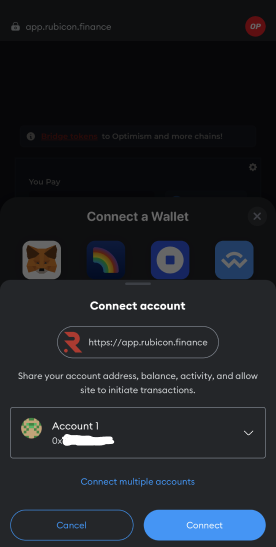 app.rubicon.finance
OP
Bridge tokens to Optimism and more chains!
You Pay
Connect a Wallet
Connect account
https://app.rubicon.finance
Share your account address, balance, activity, and allow
site to initiate transactions.
Account 1
0x
Connect multiple accounts
Cancel
Connect